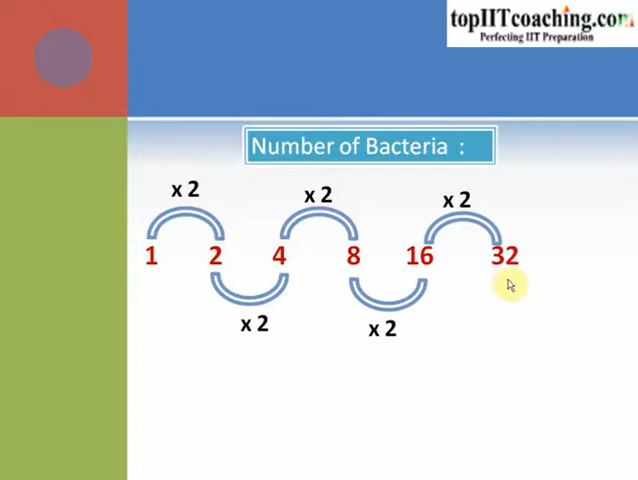 topIITcoaching.com
Perfecting IIT Preparation
Number of Bacteria :
x 2 x 2 x 2
1 2 4 8 16 32
x 2 x 2